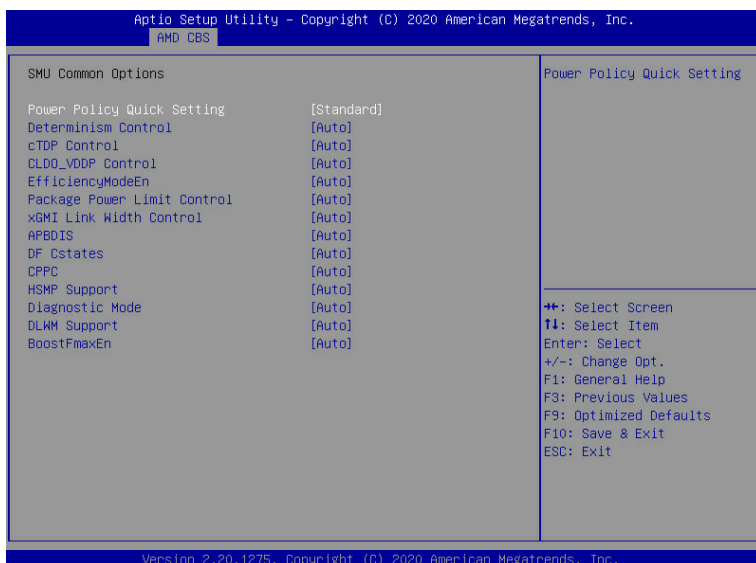 Aptio Setup Utility – Copyright (C) 2020 American Megatrends, Inc.
AMD CBS
SMU Common Options
Power Policy Quick Setting [Standard]
Determinism Control [Auto]
cTDP Control [Auto]
CLDO_VDDP Control [Auto]
EfficiencyModeEn [Auto]
Package Power Limit Control [Auto]
xGMI Link Width Control [Auto]
APBDIS [Auto]
DF Cstates [Auto]
CPPC [Auto]
HSMP Support [Auto]
Diagnostic Mode [Auto]
DLWM Support [Auto]
BoostFmaxEn [Auto]
Power Policy Quick Setting
→←: Select Screen
↑↓: Select Item
Enter: Select
+/-: Change Opt.
F1: General Help
F3: Previous Values
F9: Optimized Defaults
F10: Save & Exit
ESC: Exit
Version 2.20.1275. Copyright (C) 2020 American Megatrends, Inc.